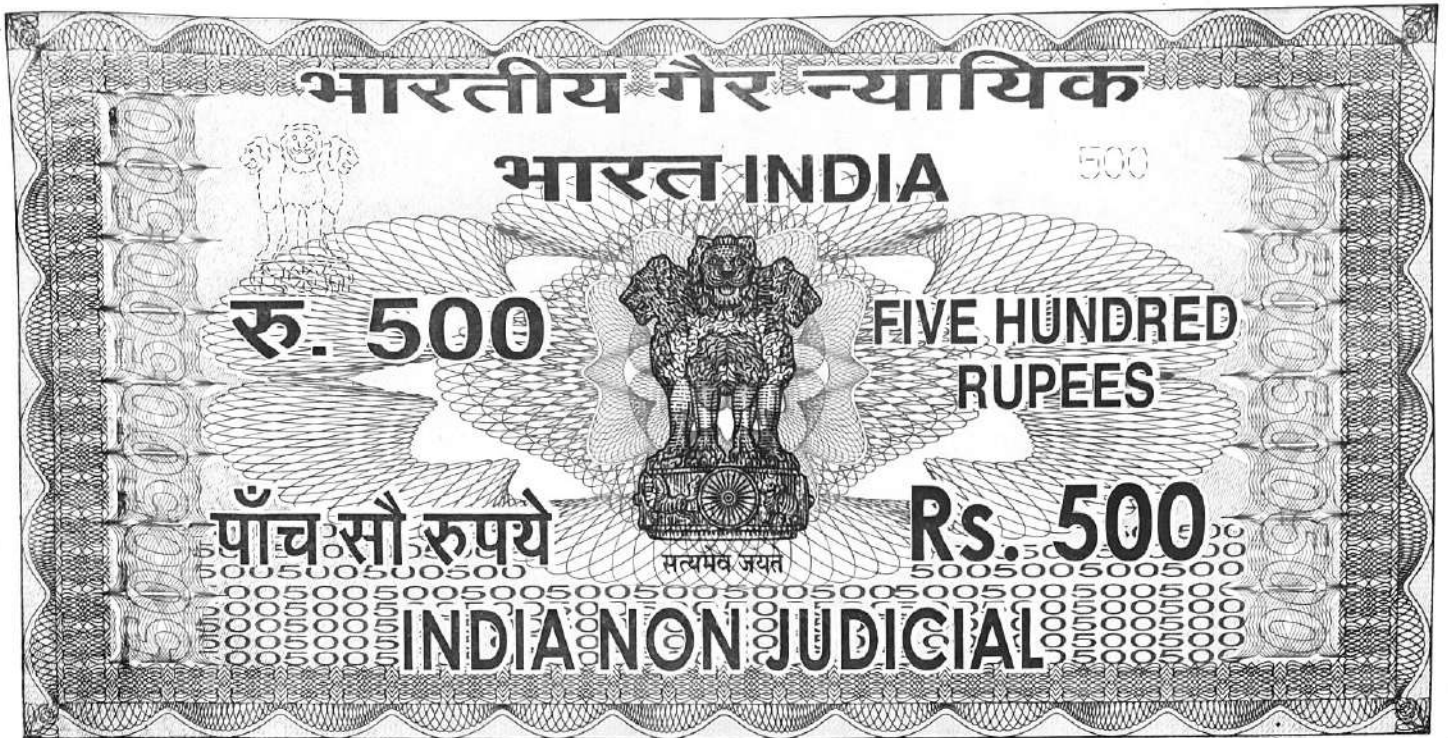 भारतीय गैर न्यायिक
भारत INDIA
500
रु. 500
FIVE HUNDRED
RUPEES
पाँच सौ रुपये
Rs. 500
सत्यमेव जयते
INDIA NON JUDICIAL